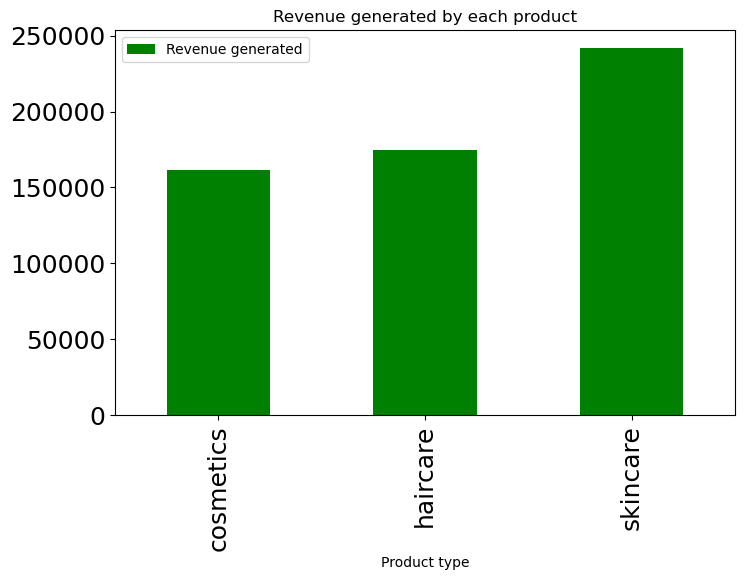 Revenue generated by each product
Revenue generated
250000
200000
150000
100000
50000
0
cosmetics
haircare
skincare
Product type